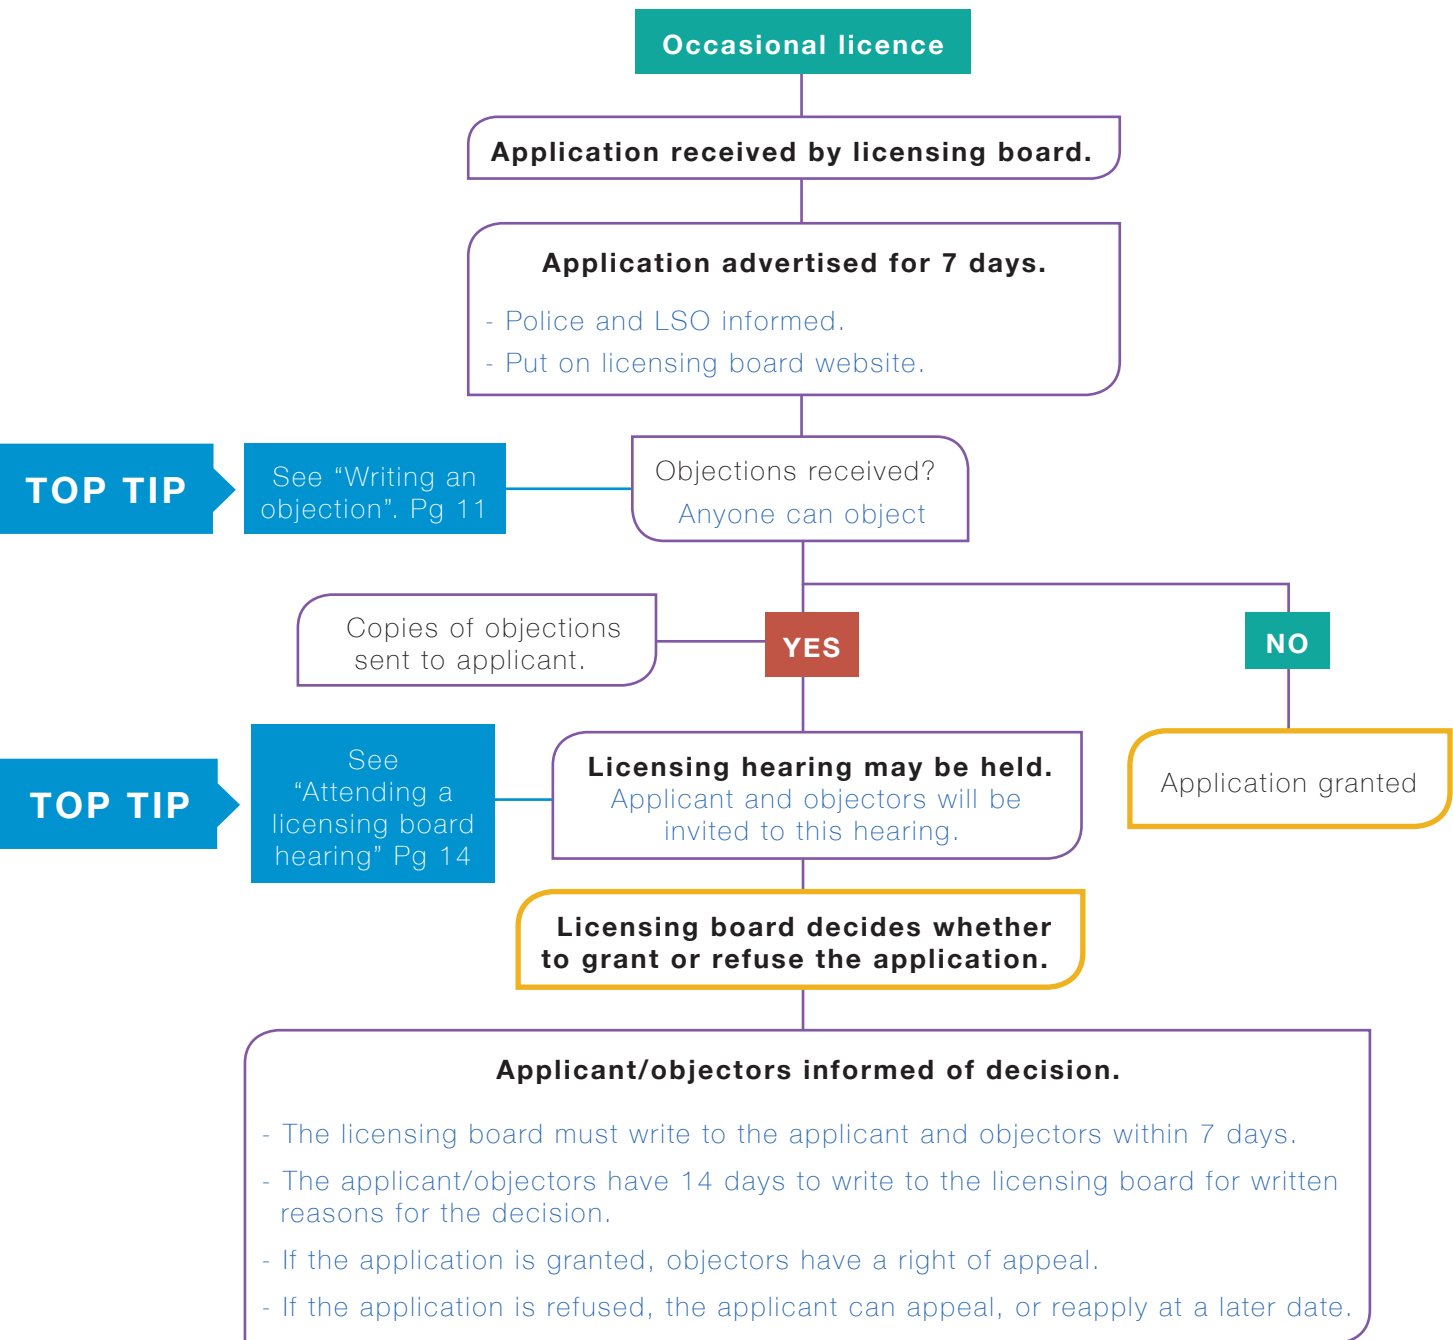 Occasional licence
Application received by licensing board.
Application advertised for 7 days.
- Police and LSO informed.
- Put on licensing board website.
TOP TIP
See “Writing an
objection”. Pg 11
Objections received?
Anyone can object
Copies of objections
sent to applicant.
YES
NO
TOP TIP
See
“Attending a
licensing board
hearing” Pg 14
Licensing hearing may be held.
Applicant and objectors will be
invited to this hearing.
Application granted
Licensing board decides whether
to grant or refuse the application.
Applicant/objectors informed of decision.
- The licensing board must write to the applicant and objectors within 7 days.
- The applicant/objectors have 14 days to write to the licensing board for written
reasons for the decision.
- If the application is granted, objectors have a right of appeal.
- If the application is refused, the applicant can appeal, or reapply at a later date.